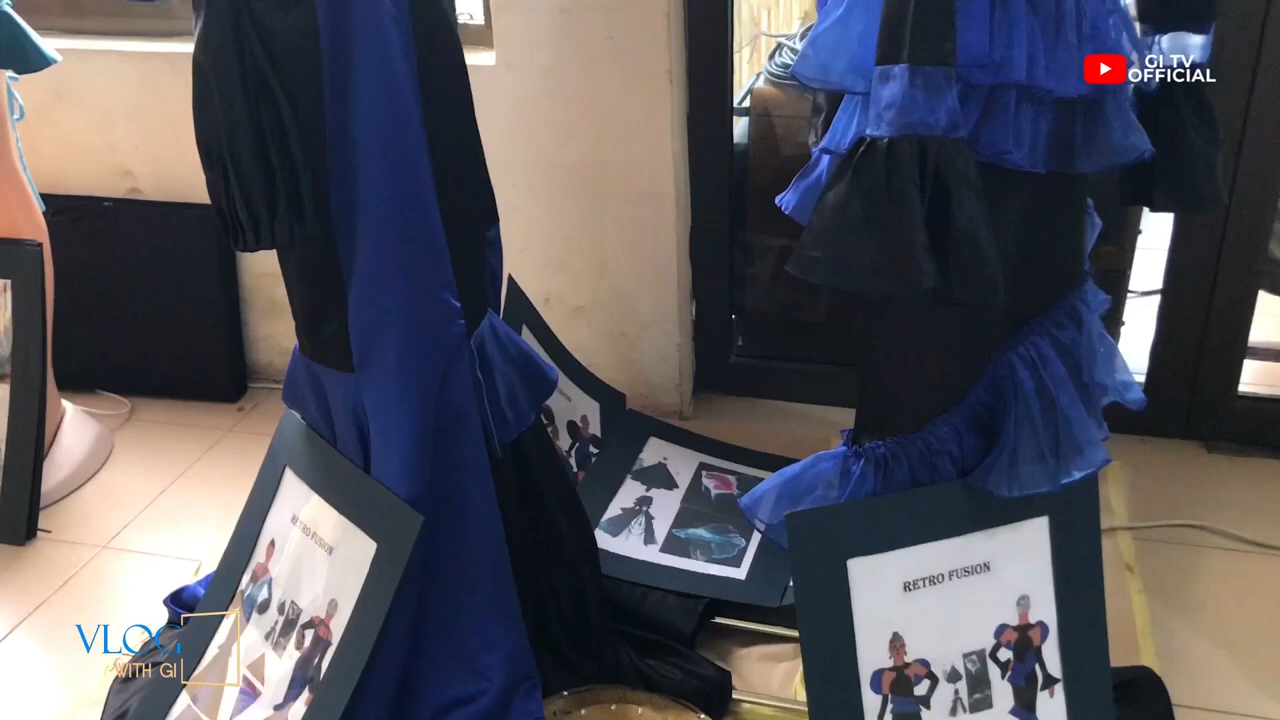 GI TV
OFFICIAL
RETRO FUSION
RETRO FUSION
VLOG
WITH GI